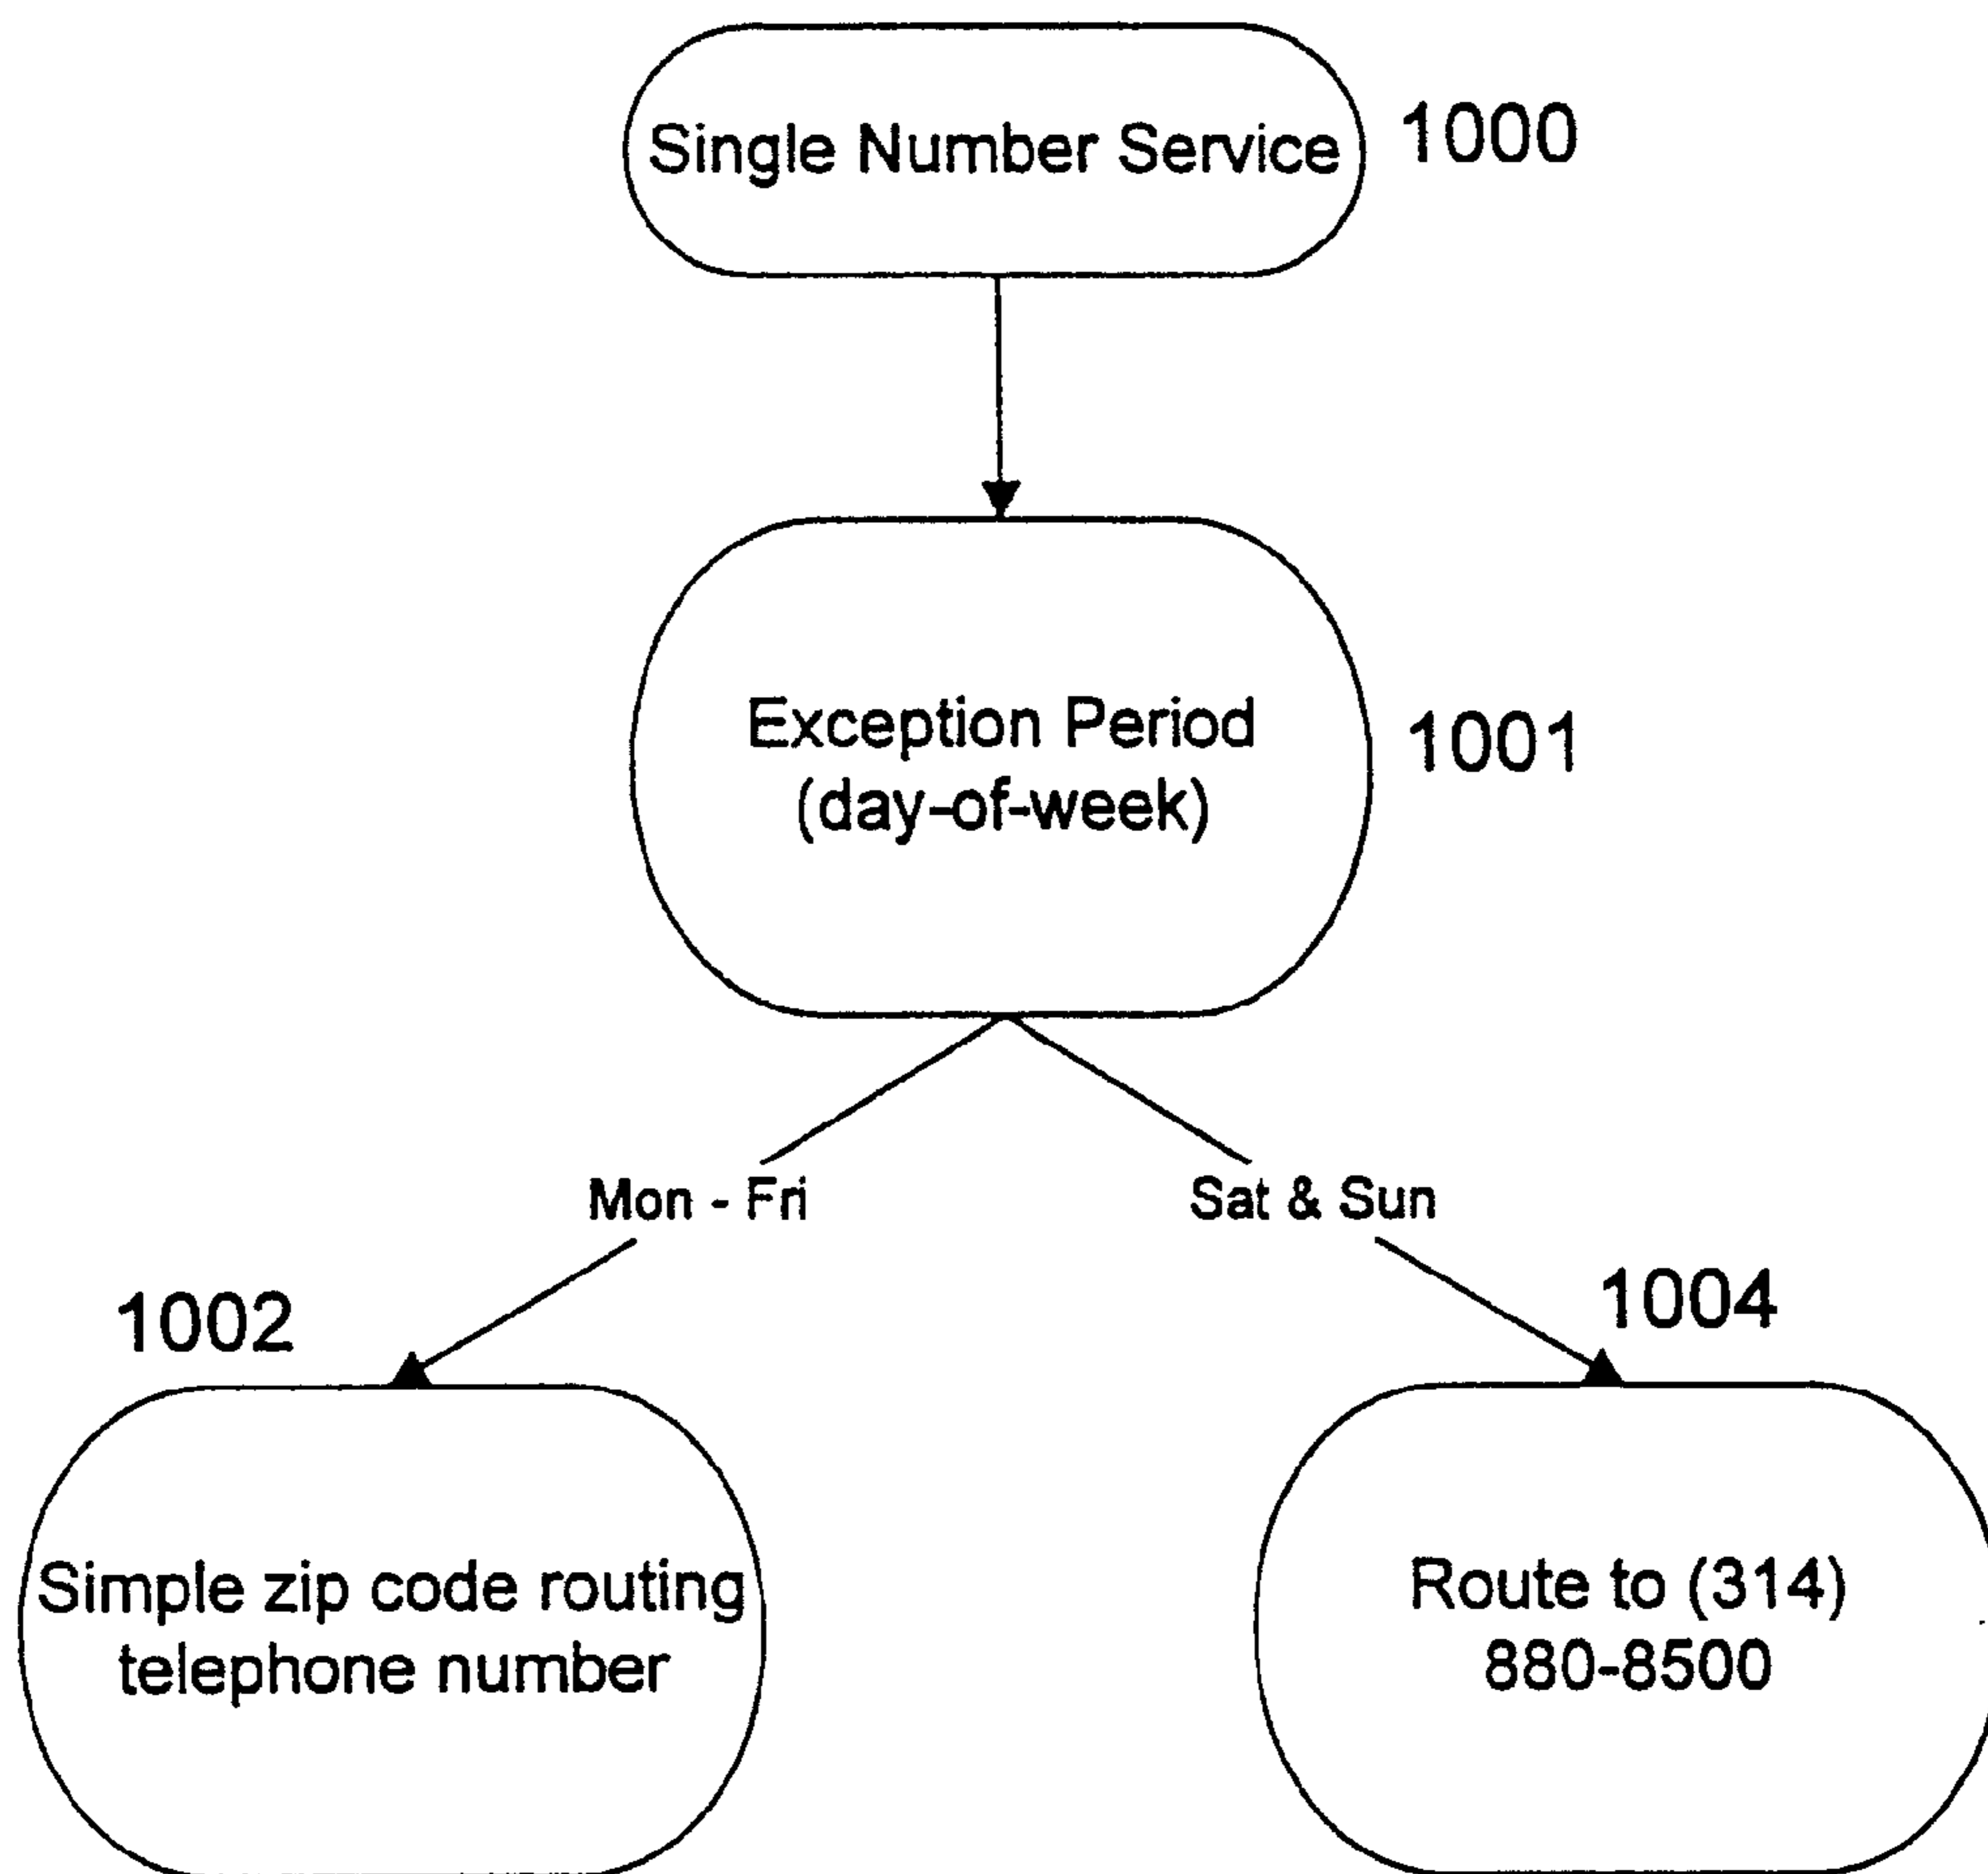 Single Number Service
1000
Exception Period
(day-of-week)
1001
Mon - Fri
Sat & Sun
1002
1004
Simple zip code routing
telephone number
Route to (314)
880-8500